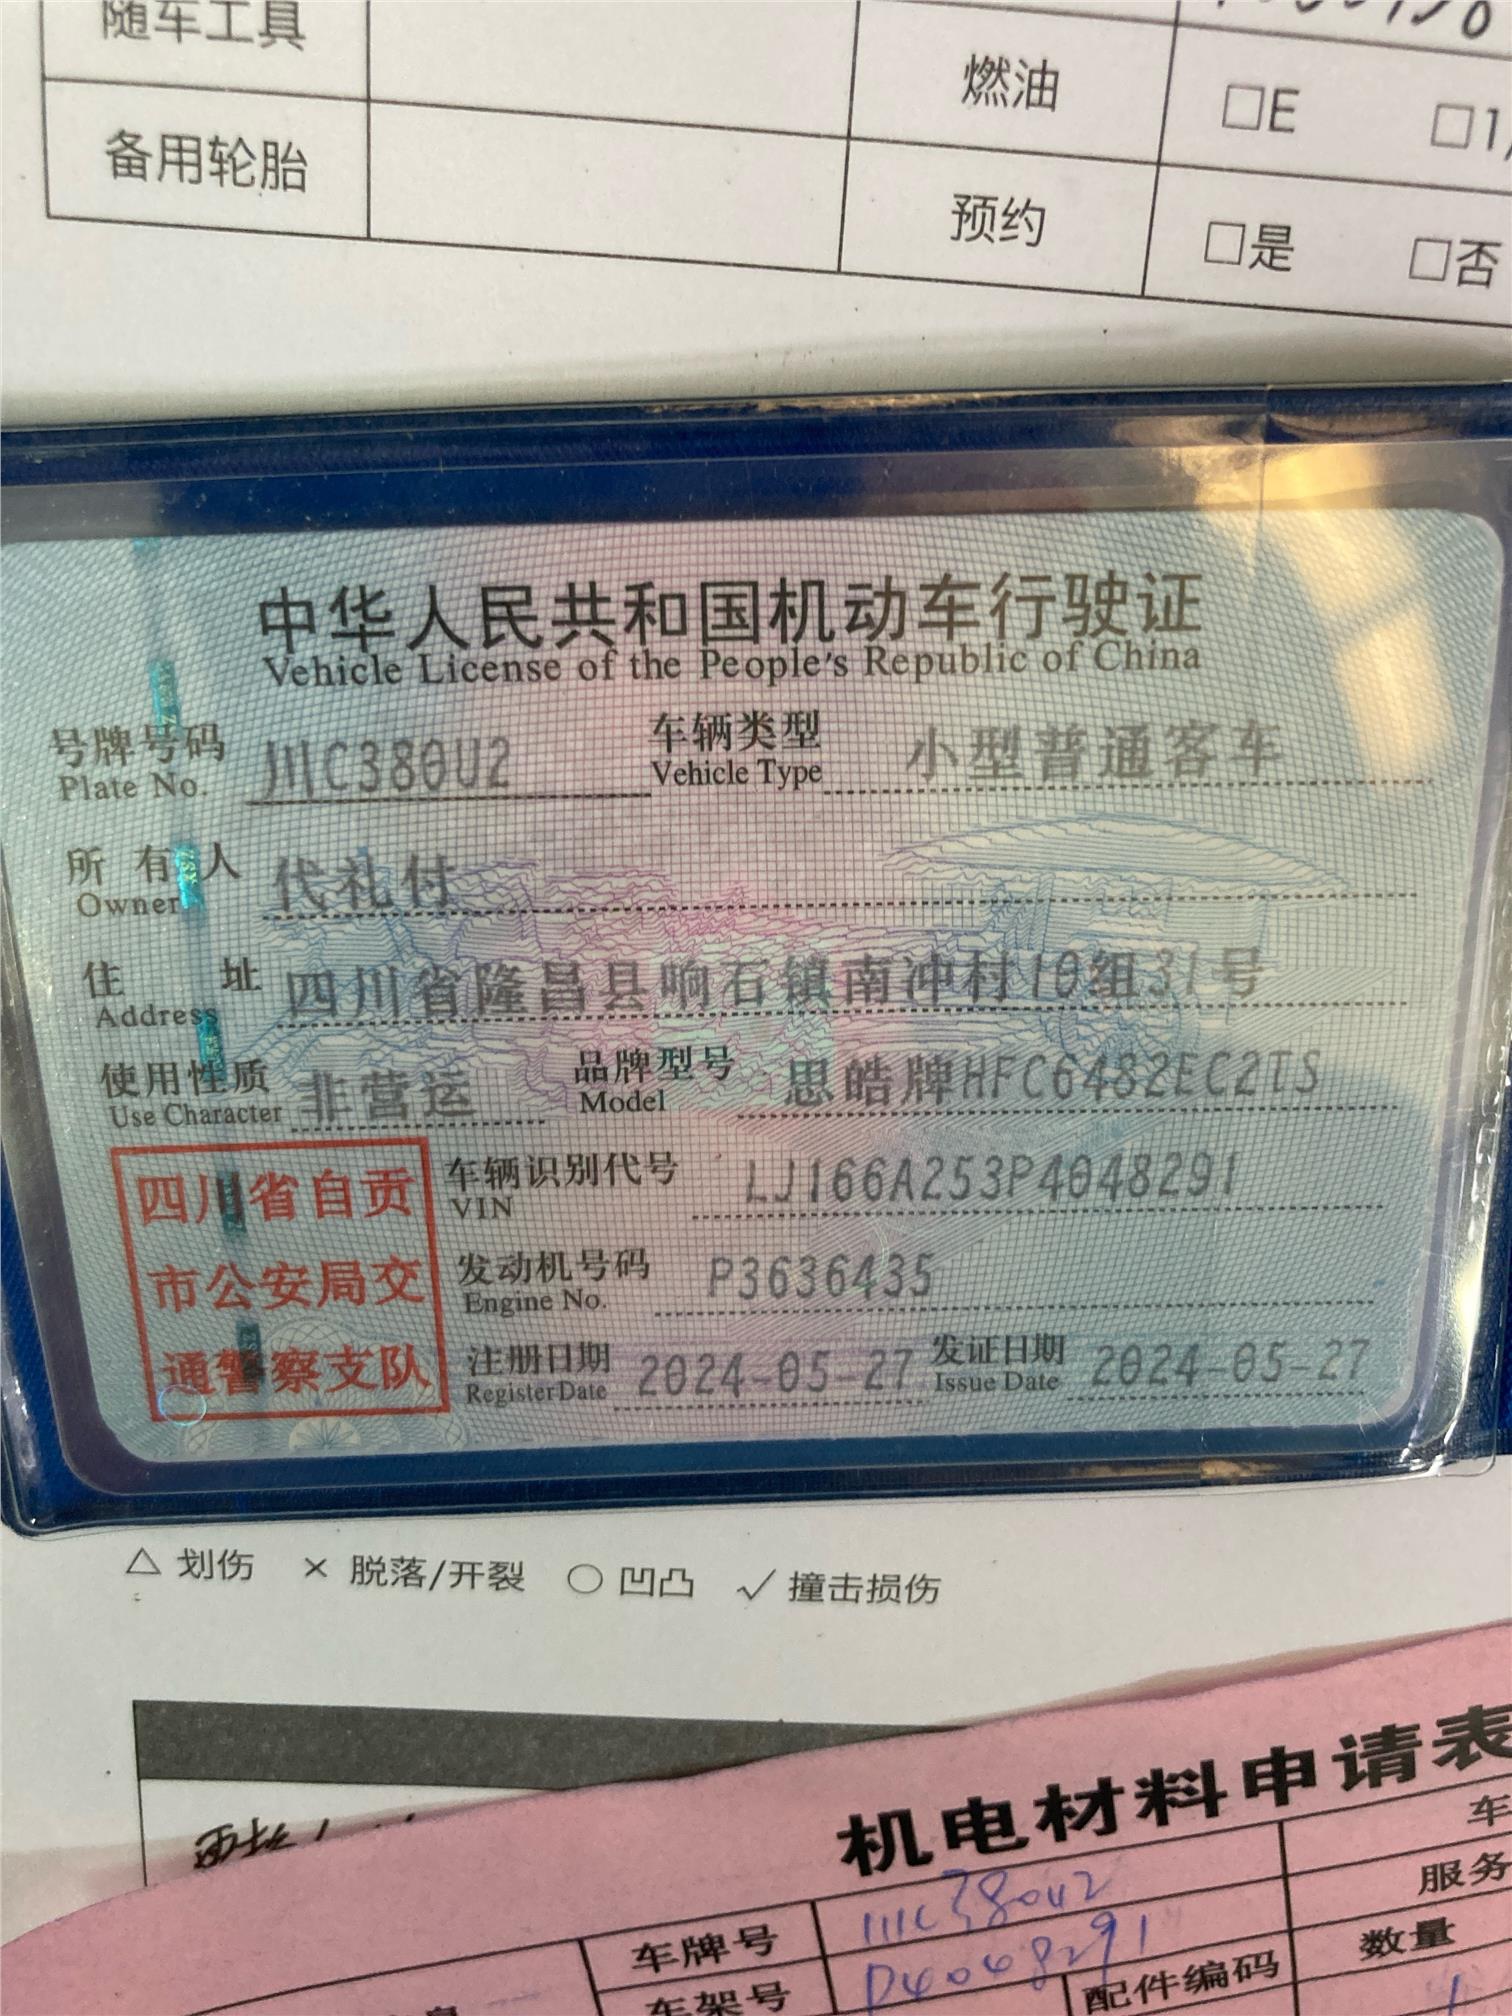 随车工具
燃油 □E □1/
备用轮胎
预约 □是 □否
中华人民共和国机动车行驶证
Vehicle License of the People's Republic of China
号牌号码 川C380U2 车辆类型 小型普通客车
Plate No. Vehicle Type
所有人 代礼付
Owner
住址 四川省隆昌县响石镇南冲村10组31号
Address
使用性质 非营运 品牌型号 思皓牌HFC6482EC2TS
Use Character Model
四川省自贡
市公安局交
通警察支队
车辆识别代号 LJ166A253P4048291
VIN
发动机号码 P3636435
Engine No.
注册日期 2024-05-27 发证日期 2024-05-27
Register Date Issue Date
△ 划伤 × 脱落/开裂 ○ 凹凸 √ 撞击损伤
机电材料申请表
车
车牌号 川C380U2 服务
车架号 P4048291 数量
配件编码